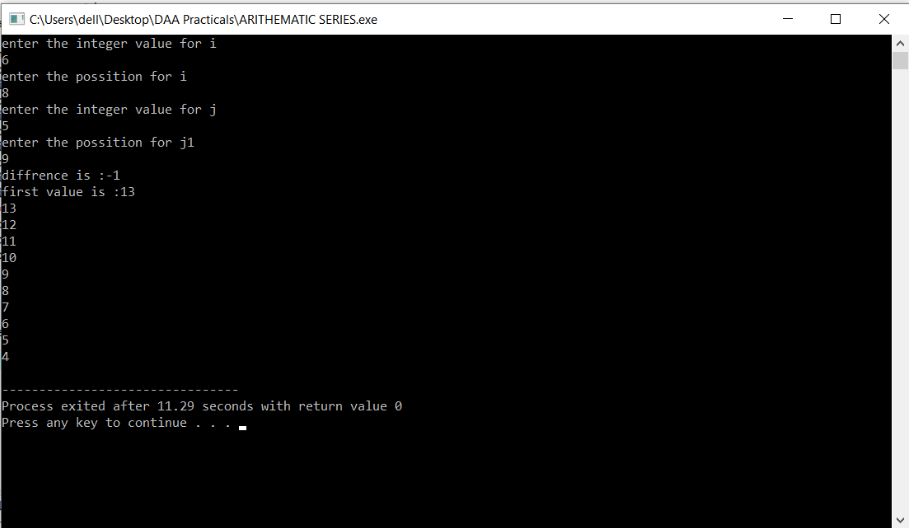 C:\Users\dell\Desktop\DAA Practicals\ARITHEMATIC SERIES.exe
enter the integer value for i
6
enter the possition for i
8
enter the integer value for j
5
enter the possition for j1
9
diffrence is :-1
first value is :13
13
12
11
10
9
8
7
6
5
4
--------------------------------
Process exited after 11.29 seconds with return value 0
Press any key to continue . . .